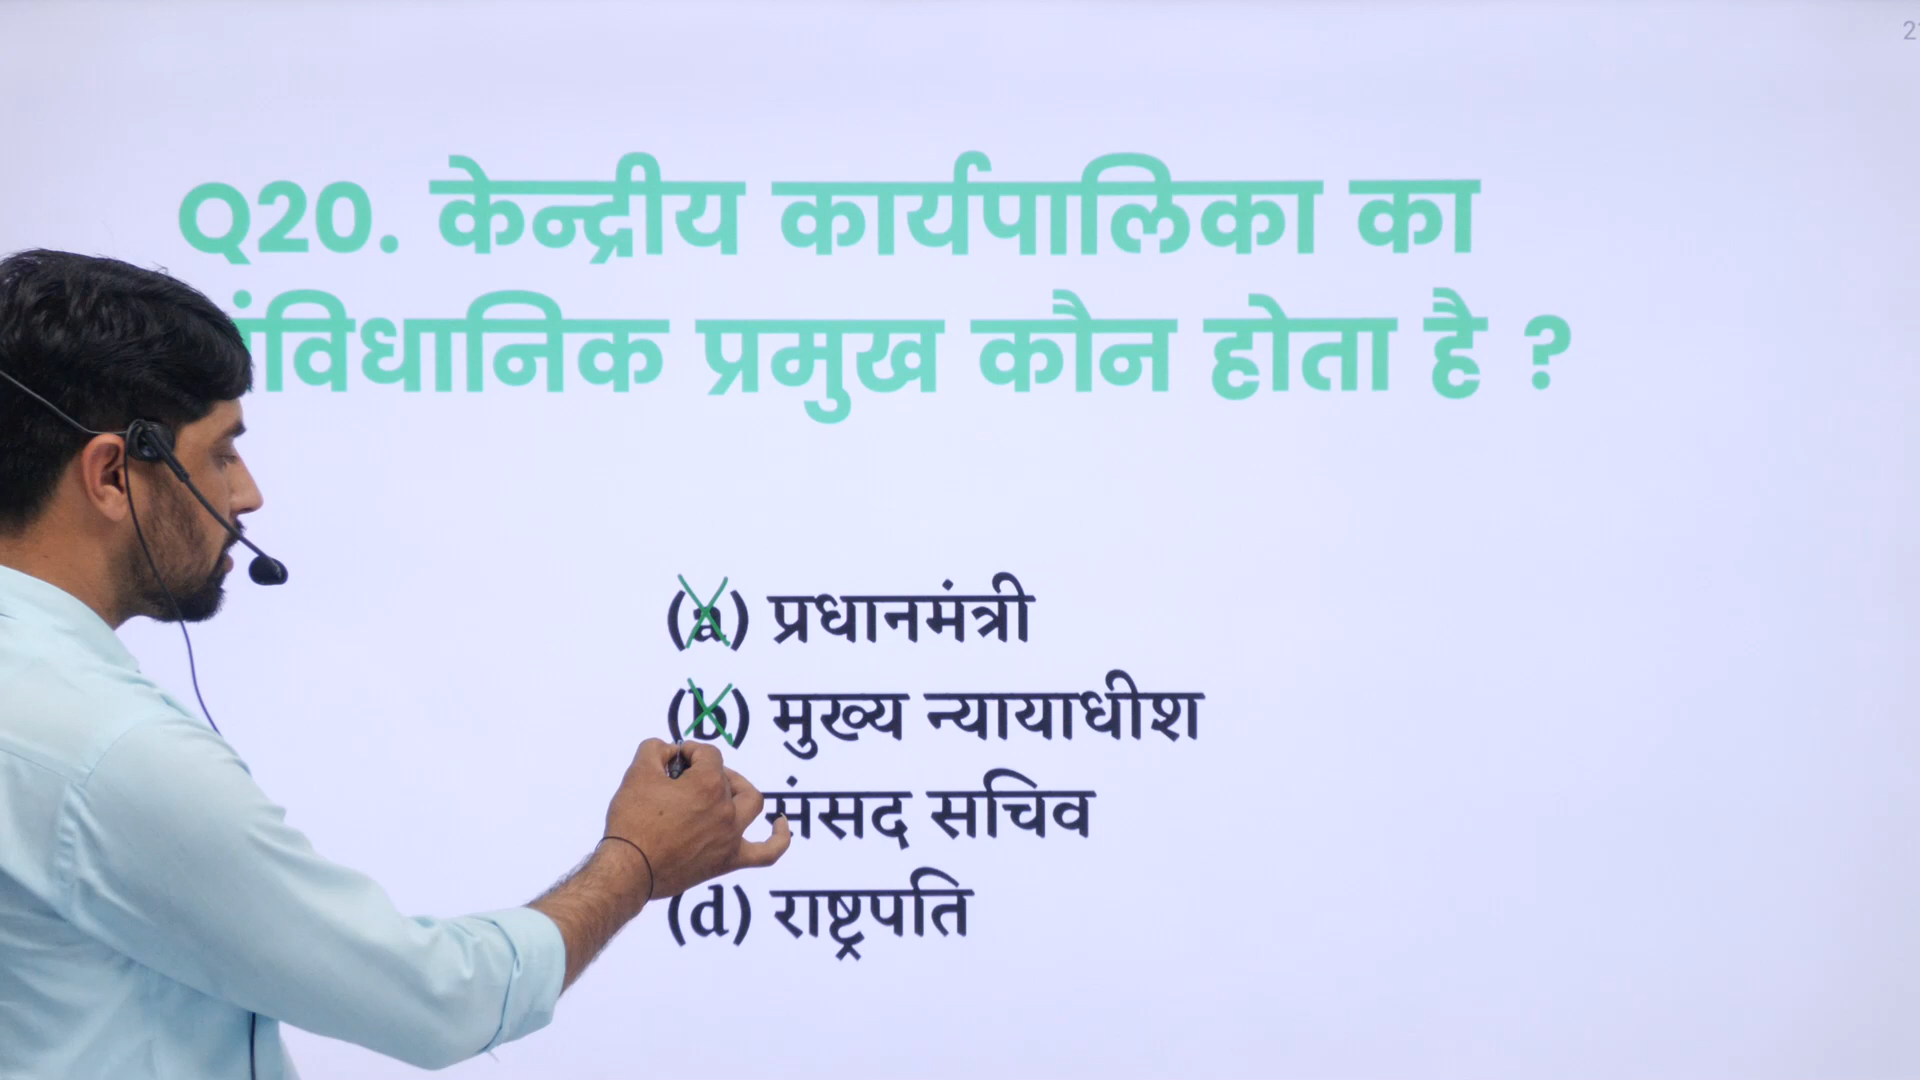 Q20. केन्द्रीय कार्यपालिका का
प्रमुख कौन होता है ?
(a) प्रधानमंत्री
(b) मुख्य न्यायाधीश
संसद सचिव
(d) राष्ट्रपति